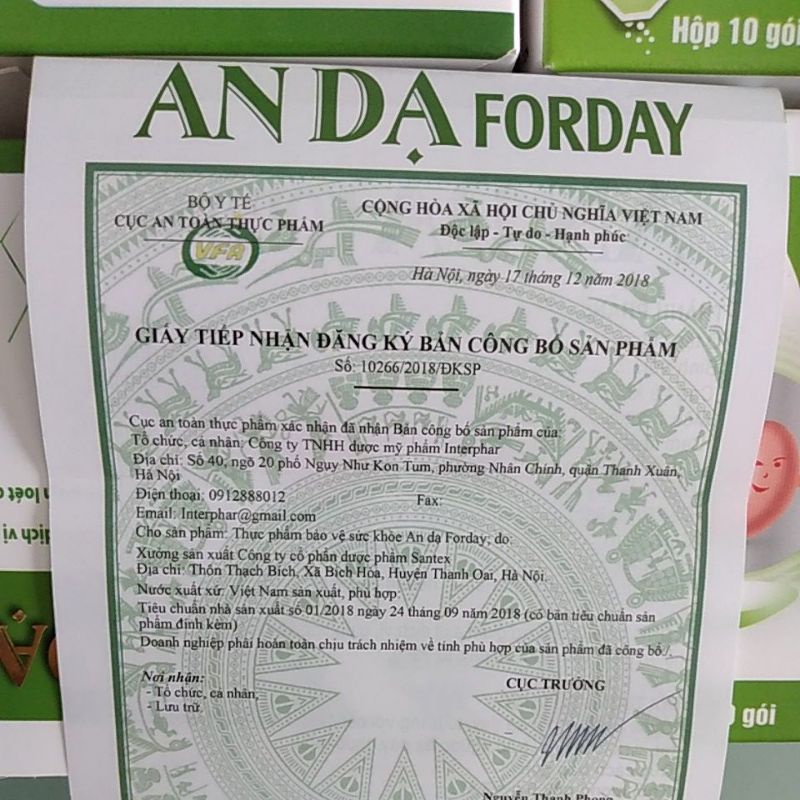 Hộp 10 gói
AN DẠ FORDAY
BỘ Y TẾ
CỤC AN TOÀN THỰC PHẨM
VFA
CỘNG HÒA XÃ HỘI CHỦ NGHĨA VIỆT NAM
Độc lập - Tự do - Hạnh phúc
Hà Nội, ngày 17 tháng 12 năm 2018
GIẤY TIẾP NHẬN ĐĂNG KÝ BẢN CÔNG BỐ SẢN PHẨM
Số: 10266/2018/ĐKSP
Cục an toàn thực phẩm xác nhận đã nhận Bản công bố sản phẩm của:
Tổ chức, cá nhân: Công ty TNHH dược mỹ phẩm Interphar
Địa chỉ: Số 40, ngõ 20 phố Ngụy Như Kon Tum, phường Nhân Chính, quận Thanh Xuân,
Hà Nội
Điện thoại: 0912888012 Fax:
Email: Interphar@gmail.com
Cho sản phẩm: Thực phẩm bảo vệ sức khỏe An dạ Forday; do:
Xưởng sản xuất Công ty cổ phần dược phẩm Santex
Địa chỉ: Thôn Thạch Bích, Xã Bích Hòa, Huyện Thanh Oai, Hà Nội.
Nước xuất xứ: Việt Nam sản xuất, phù hợp:
Tiêu chuẩn nhà sản xuất số 01/2018 ngày 24 tháng 09 năm 2018 (có bản tiêu chuẩn sản
phẩm đính kèm)
Doanh nghiệp phải hoàn toàn chịu trách nhiệm về tính phù hợp của sản phẩm đã công bố./.
Nơi nhận:
- Tổ chức, cá nhân;
- Lưu trữ.
CỤC TRƯỞNG
Nguyễn Thanh Phong
gói